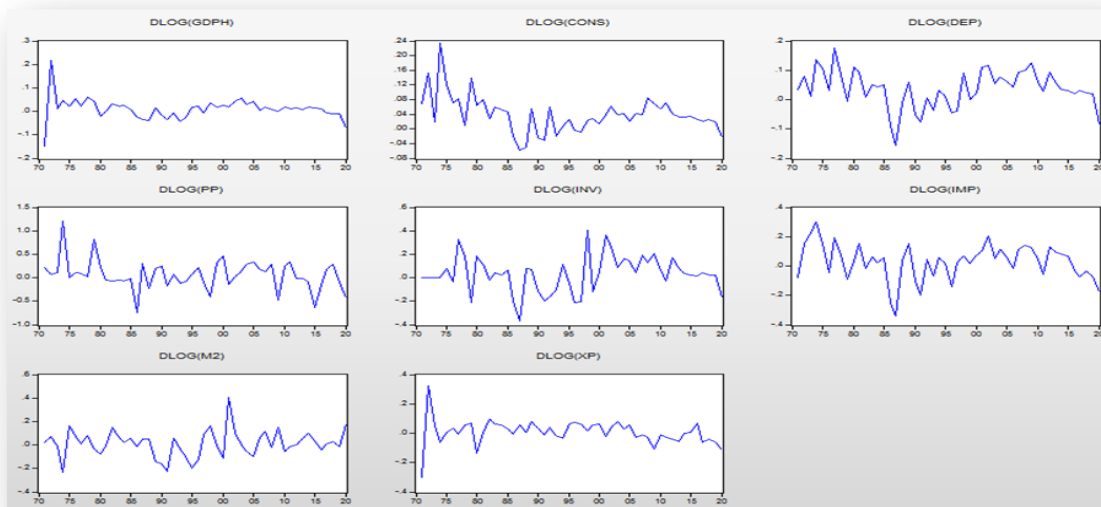 DLOG(GDPH) DLOG(CONS) DLOG(DEP)
.3 .24 .2
.2 .20 .1
.1 .16 .0
.0 .12 -.1
-.1 .08 -.2
-.2 .04
.00
-.04
-.08
70 75 80 85 90 95 00 05 10 15 20 70 75 80 85 90 95 00 05 10 15 20 70 75 80 85 90 95 00 05 10 15 20
DLOG(PP) DLOG(INV) DLOG(IMP)
1.5 .6 .4
1.0 .4 .2
0.5 .2 .0
0.0 .0 -.2
-0.5 -.2 -.4
-1.0 -.4
70 75 80 85 90 95 00 05 10 15 20 70 75 80 85 90 95 00 05 10 15 20 70 75 80 85 90 95 00 05 10 15 20
DLOG(M2) DLOG(XP)
.6 .4
.4 .2
.2 .0
.0 -.2
-.2 -.4
-.4
70 75 80 85 90 95 00 05 10 15 20 70 75 80 85 90 95 00 05 10 15 20